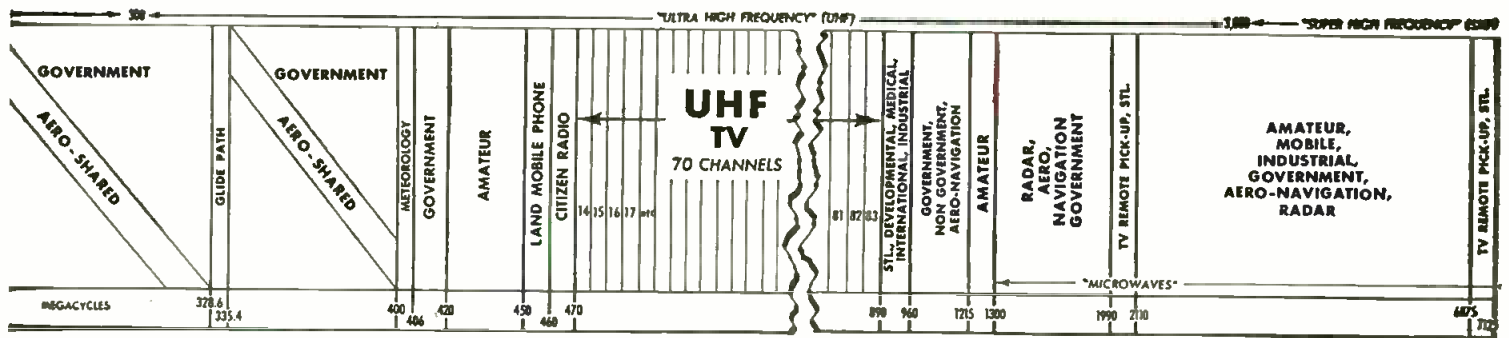 300
"ULTRA HIGH FREQUENCY" (UHF)
3,000
"SUPER HIGH FREQUENCY" (SHF)
GOVERNMENT
AERO-SHARED
GLIDE PATH
GOVERNMENT
AERO-SHARED
METEOROLOGY
GOVERNMENT
AMATEUR
LAND MOBILE PHONE
CITIZEN RADIO
14 15 16 17 etc
UHF
TV
70 CHANNELS
81 82 83
STL, DEVELOPMENTAL, MEDICAL,
INTERNATIONAL, INDUSTRIAL
GOVERNMENT,
NON GOVERNMENT,
AERO-NAVIGATION
AMATEUR
RADAR,
AERO,
NAVIGATION
GOVERNMENT
TV REMOTE PICK-UP, STL.
AMATEUR,
MOBILE,
INDUSTRIAL,
GOVERNMENT,
AERO-NAVIGATION,
RADAR
TV REMOTE PICK-UP, STL.
"MICROWAVES"
MEGACYCLES
328.6
335.4
400
406
420
450
460
470
890
960
1215
1300
1990
2110
6875
7125